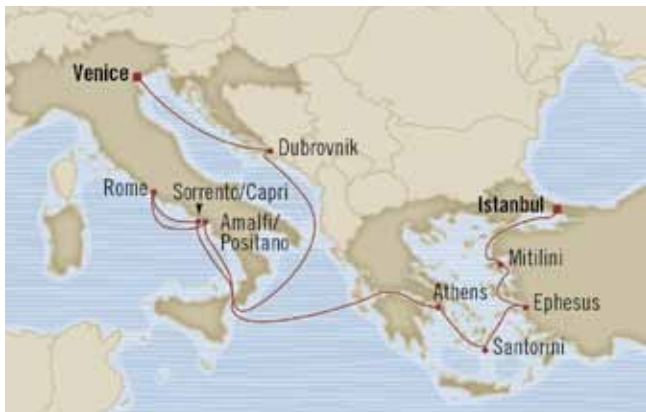 Venice
Dubrovnik
Rome
Sorrento/Capri
Amalfi/
Positano
Istanbul
Mitilini
Athens
Ephesus
Santorini